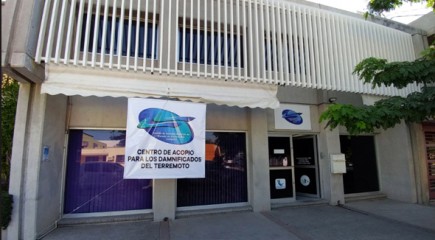 CENTRO DE ACOPIO
PARA LOS DAMNIFICADOS
DEL TERREMOTO